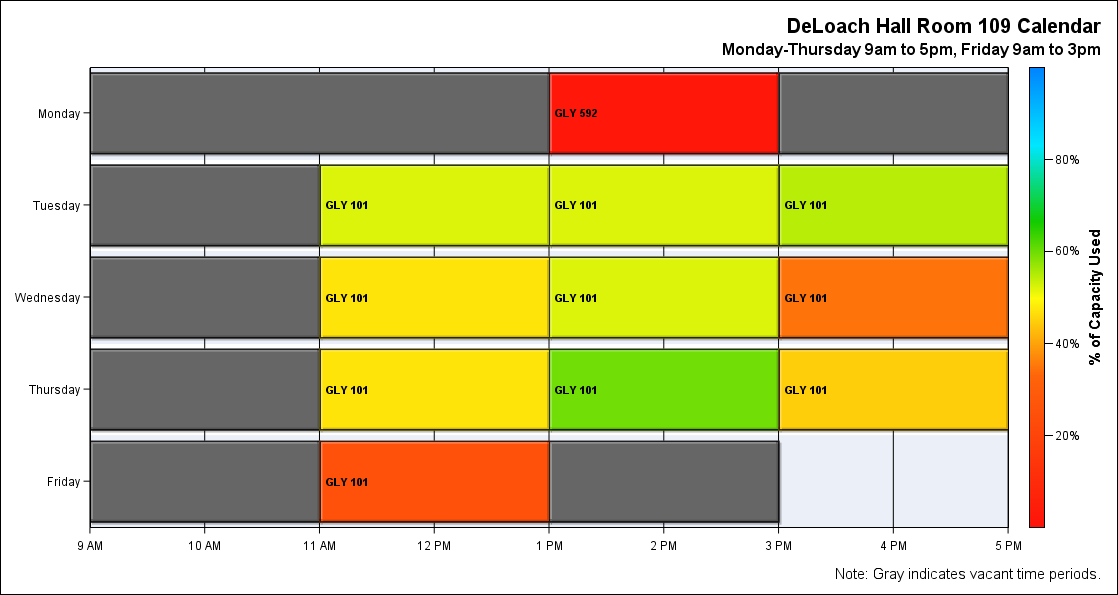 DeLoach Hall Room 109 Calendar
Monday-Thursday 9am to 5pm, Friday 9am to 3pm
Monday
GLY 592
Tuesday
GLY 101
GLY 101
GLY 101
Wednesday
GLY 101
GLY 101
GLY 101
Thursday
GLY 101
GLY 101
GLY 101
Friday
GLY 101
9 AM
10 AM
11 AM
12 PM
1 PM
2 PM
3 PM
4 PM
5 PM
80%
60%
40%
20%
% of Capacity Used
Note: Gray indicates vacant time periods.